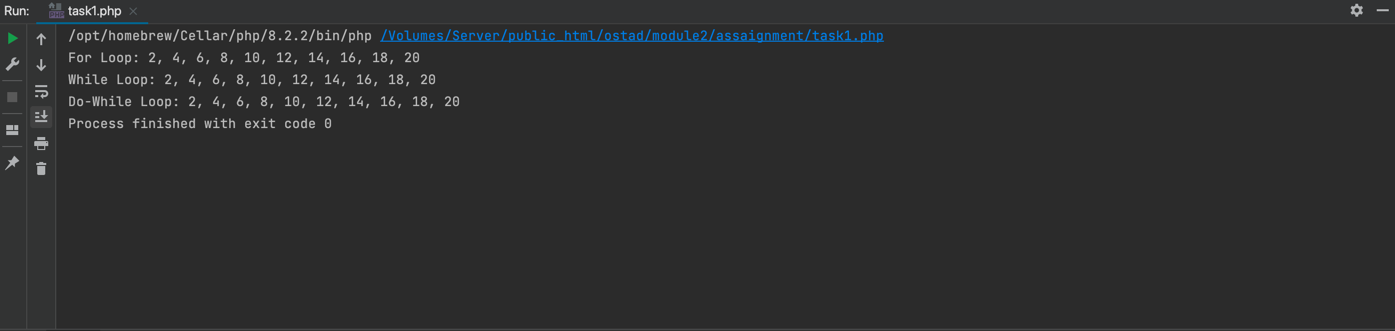 Run: task1.php
/opt/homebrew/Cellar/php/8.2.2/bin/php /Volumes/Server/public_html/ostad/module2/assaignment/task1.php
For Loop: 2, 4, 6, 8, 10, 12, 14, 16, 18, 20
While Loop: 2, 4, 6, 8, 10, 12, 14, 16, 18, 20
Do-While Loop: 2, 4, 6, 8, 10, 12, 14, 16, 18, 20
Process finished with exit code 0